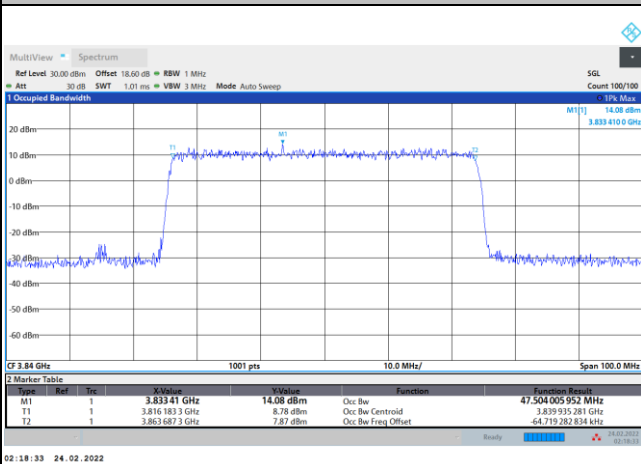 MultiView Spectrum
Ref Level 30.00 dBm Offset 18.60 dB RBW 1 MHz SGL
Att 30 dB SWT 1.01 ms VBW 3 MHz Mode Auto Sweep Count 100/100
1 Occupied Bandwidth 1Pk Max
M1[1] 14.08 dBm
3.833 410 0 GHz
20 dBm
T1 M1 T2
10 dBm
0 dBm
-10 dBm
-20 dBm
-30 dBm
-40 dBm
-50 dBm
-60 dBm
CF 3.84 GHz 1001 pts 10.0 MHz/ Span 100.0 MHz
2 Marker Table
Type Ref Trc X-Value Y-Value Function Function Result
M1 1 3.833 41 GHz 14.08 dBm Occ Bw 47.504 005 952 MHz
T1 1 3.816 183 3 GHz 8.78 dBm Occ Bw Centroid 3.839 935 281 GHz
T2 1 3.863 687 3 GHz 7.87 dBm Occ Bw Freq Offset -64.719 282 834 kHz
Ready 24.02.2022
02:18:33
02:18:33 24.02.2022